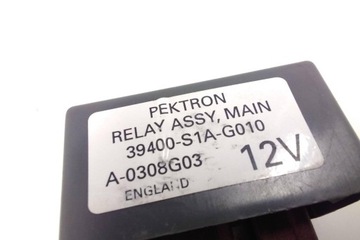 PEKTRON
RELAY ASSY, MAIN
39400-S1A-G010
A-0308G03 12V
ENGLAND